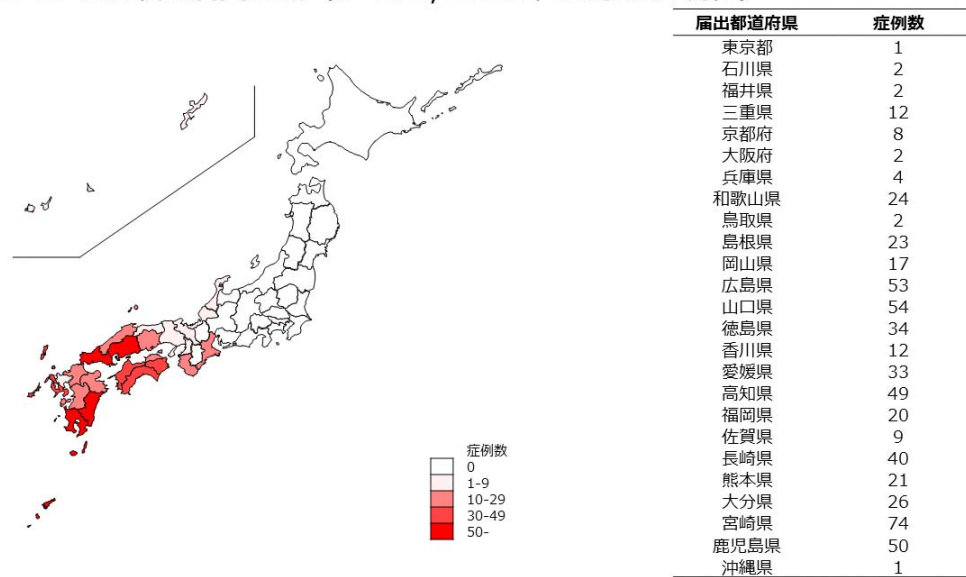 届出都道府県 症例数
東京都 1
石川県 2
福井県 2
三重県 12
京都府 8
大阪府 2
兵庫県 4
和歌山県 24
鳥取県 2
島根県 23
岡山県 17
広島県 53
山口県 54
徳島県 34
香川県 12
愛媛県 33
高知県 49
福岡県 20
佐賀県 9
長崎県 40
熊本県 21
大分県 26
宮崎県 74
鹿児島県 50
沖縄県 1
症例数
0
1-9
10-29
30-49
50-